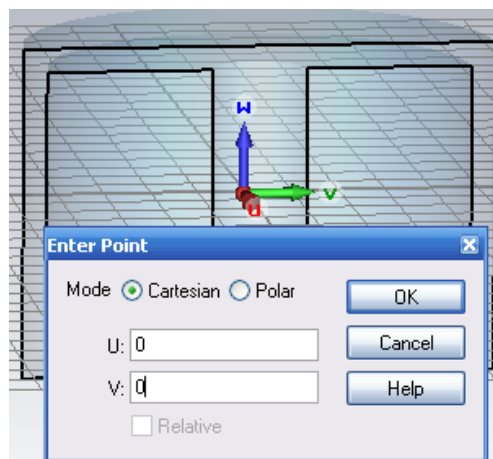 W
V
U
Enter Point
Mode Cartesian Polar OK
U: 0 Cancel
V: 0 Help
Relative